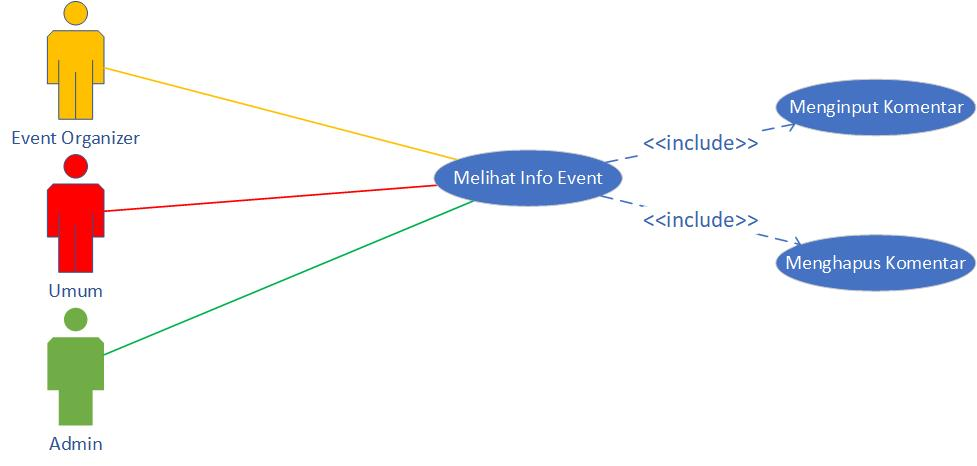 Event Organizer
Umum
Admin
Melihat Info Event
<<include>>
<<include>>
Menginput Komentar
Menghapus Komentar